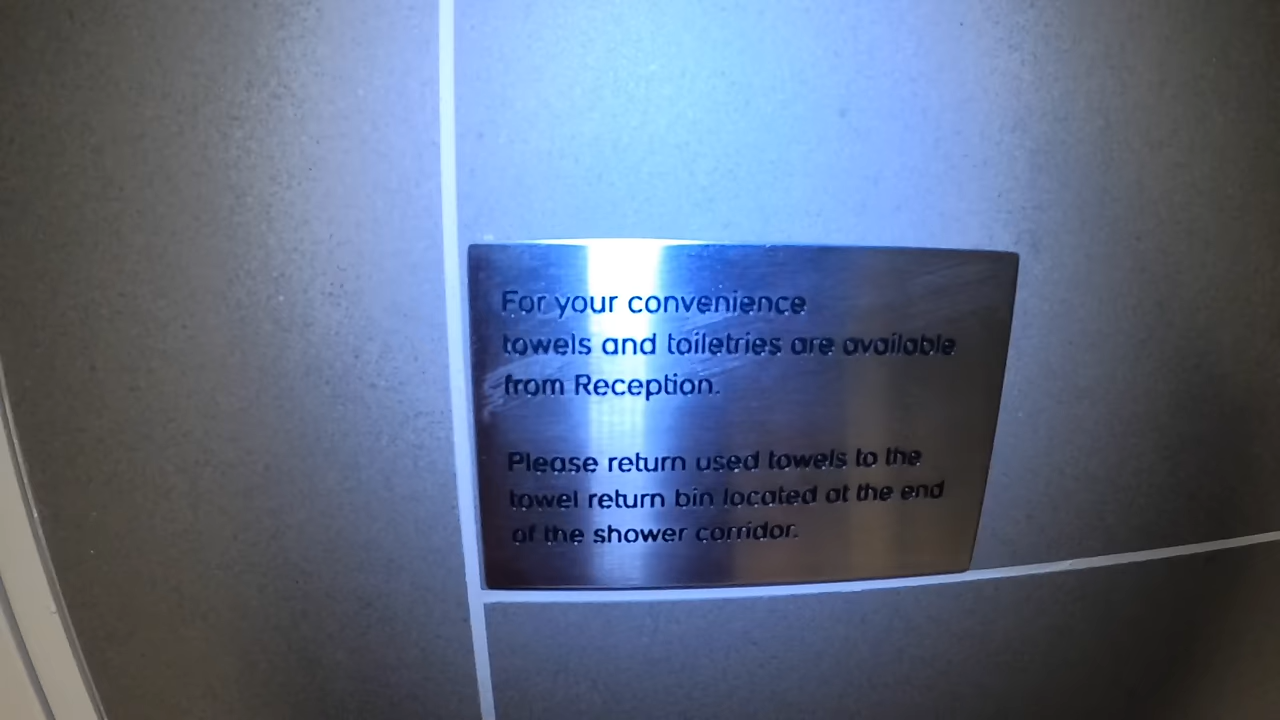 For your convenience
towels and toiletries are available
from Reception.
Please return used towels to the
towel return bin located at the end
of the shower corridor.